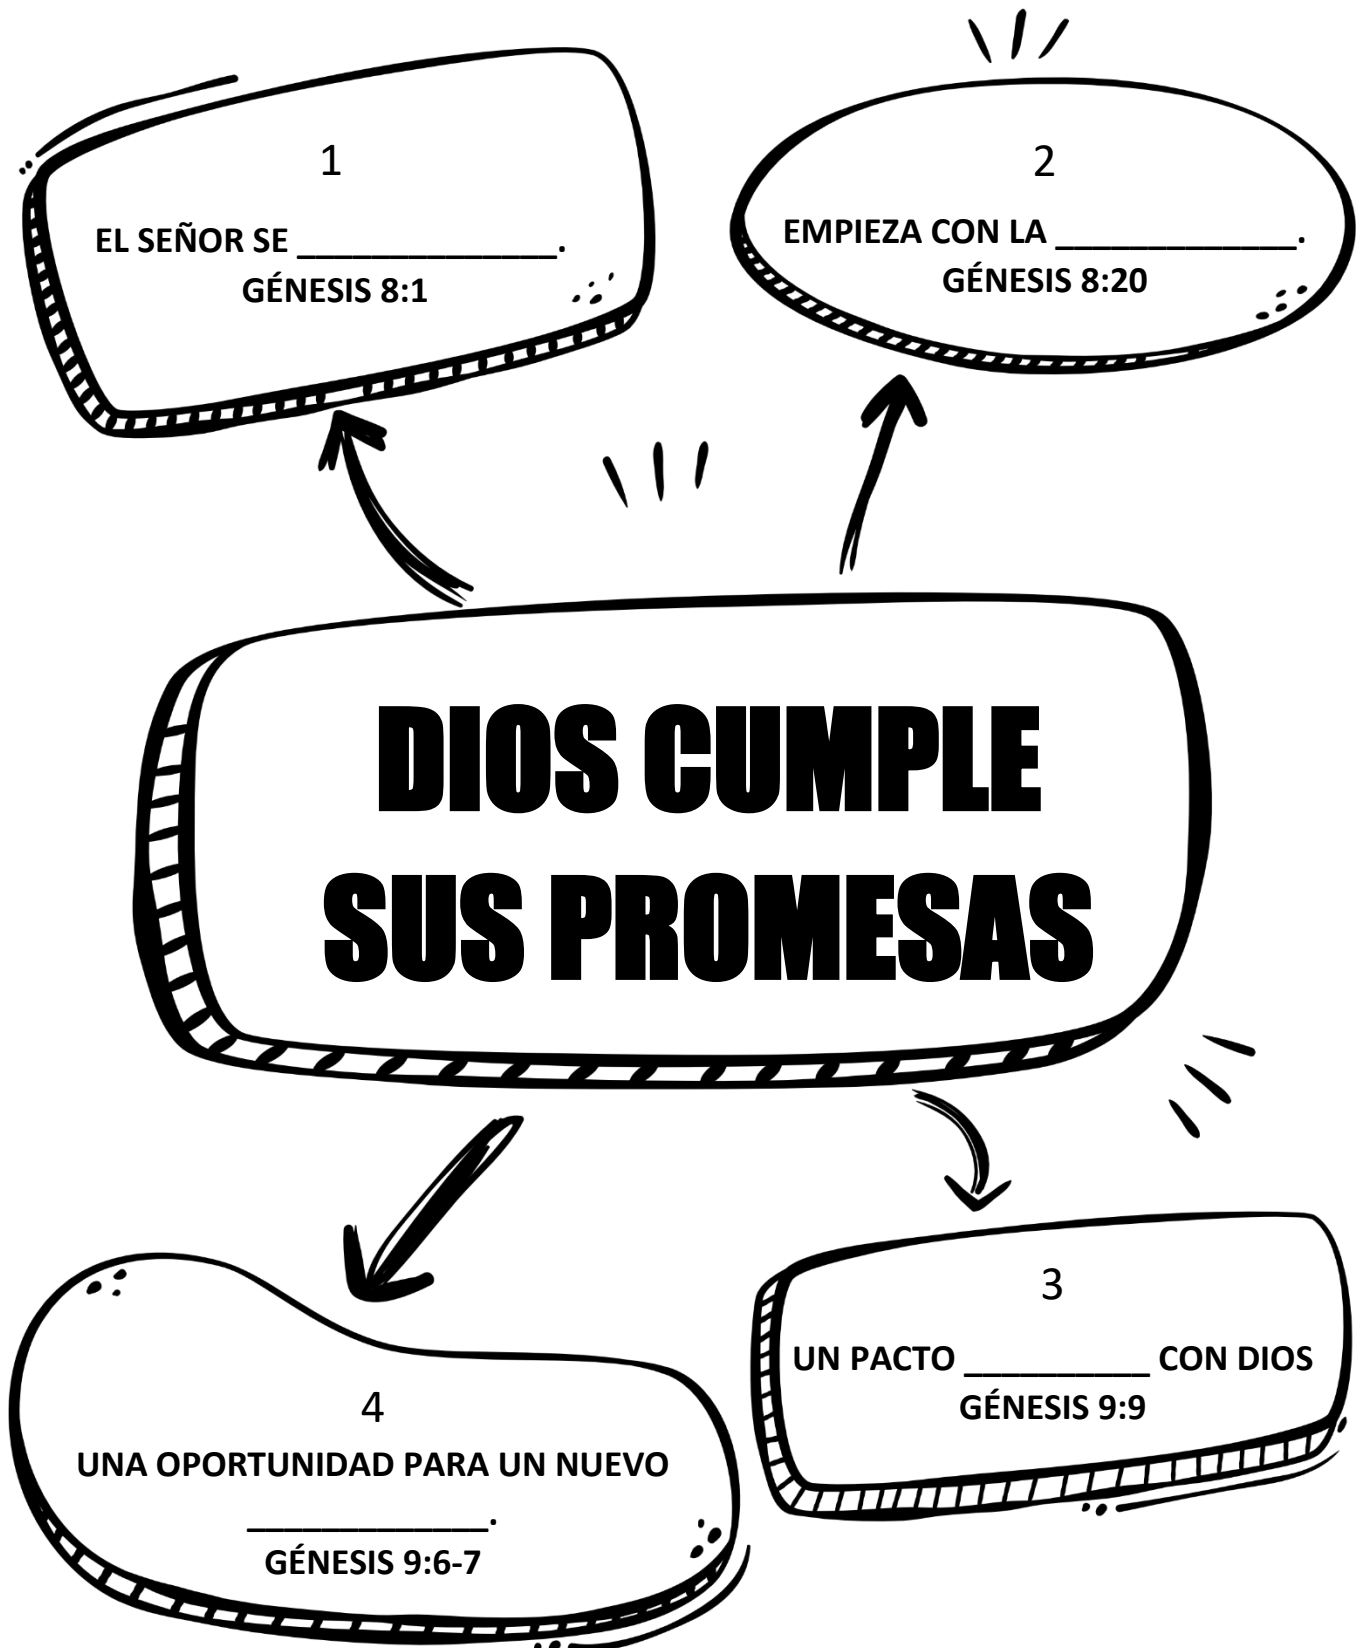 1
EL SEÑOR SE ______________.
GÉNESIS 8:1
2
EMPIEZA CON LA _____________.
GÉNESIS 8:20
DIOS CUMPLE
SUS PROMESAS
3
UN PACTO __________ CON DIOS
GÉNESIS 9:9
4
UNA OPORTUNIDAD PARA UN NUEVO
_____________.
GÉNESIS 9:6-7